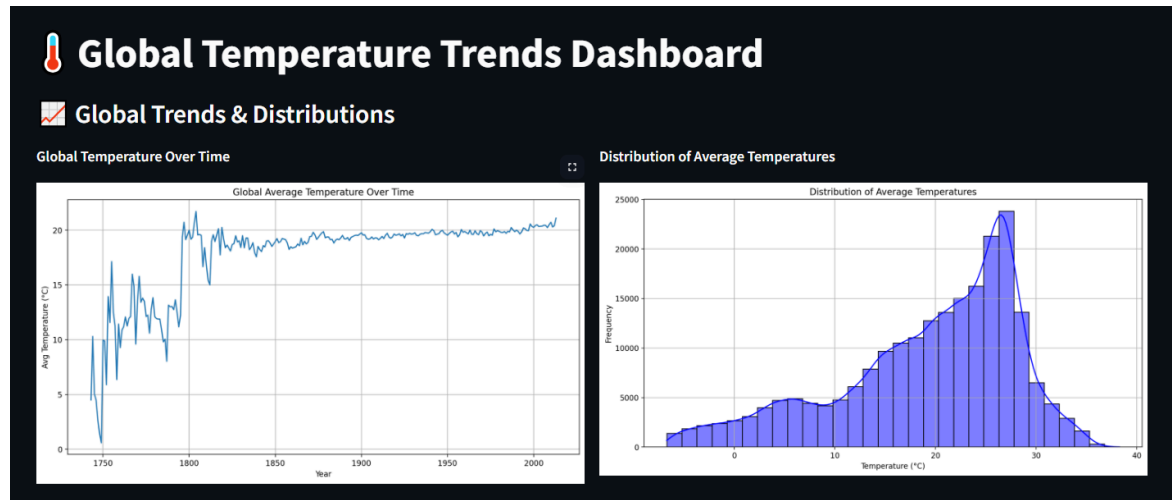 🌡️ Global Temperature Trends Dashboard
📈 Global Trends & Distributions
Global Temperature Over Time
Global Average Temperature Over Time
Avg Temperature (°C)
20
15
10
5
0
1750 1800 1850 1900 1950 2000
Year
Distribution of Average Temperatures
Distribution of Average Temperatures
Frequency
25000
20000
15000
10000
5000
0
0 10 20 30 40
Temperature (°C)